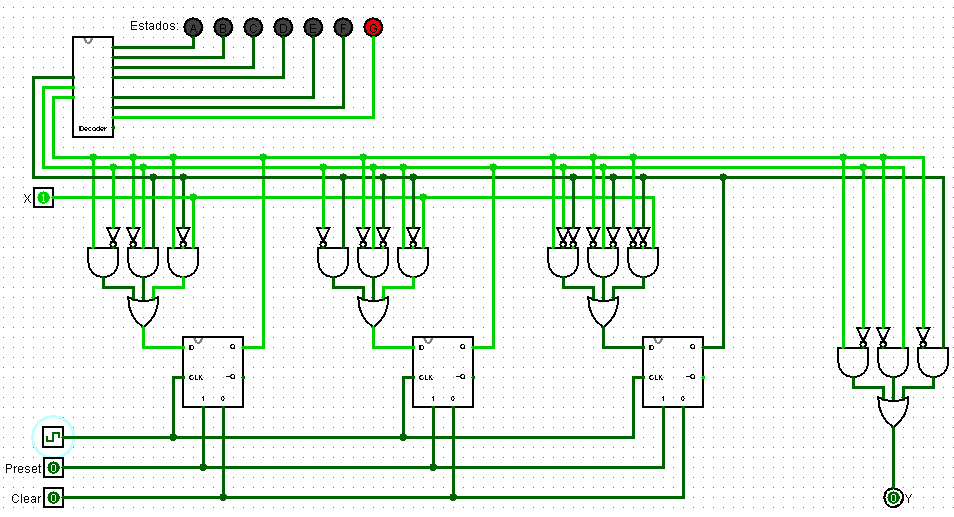 Estados: A B C D E F G
Decoder
X 1
D Q
CLK ¬Q
1 0
D Q
CLK ¬Q
1 0
D Q
CLK ¬Q
1 0
Preset 0
Clear 0
0 Y